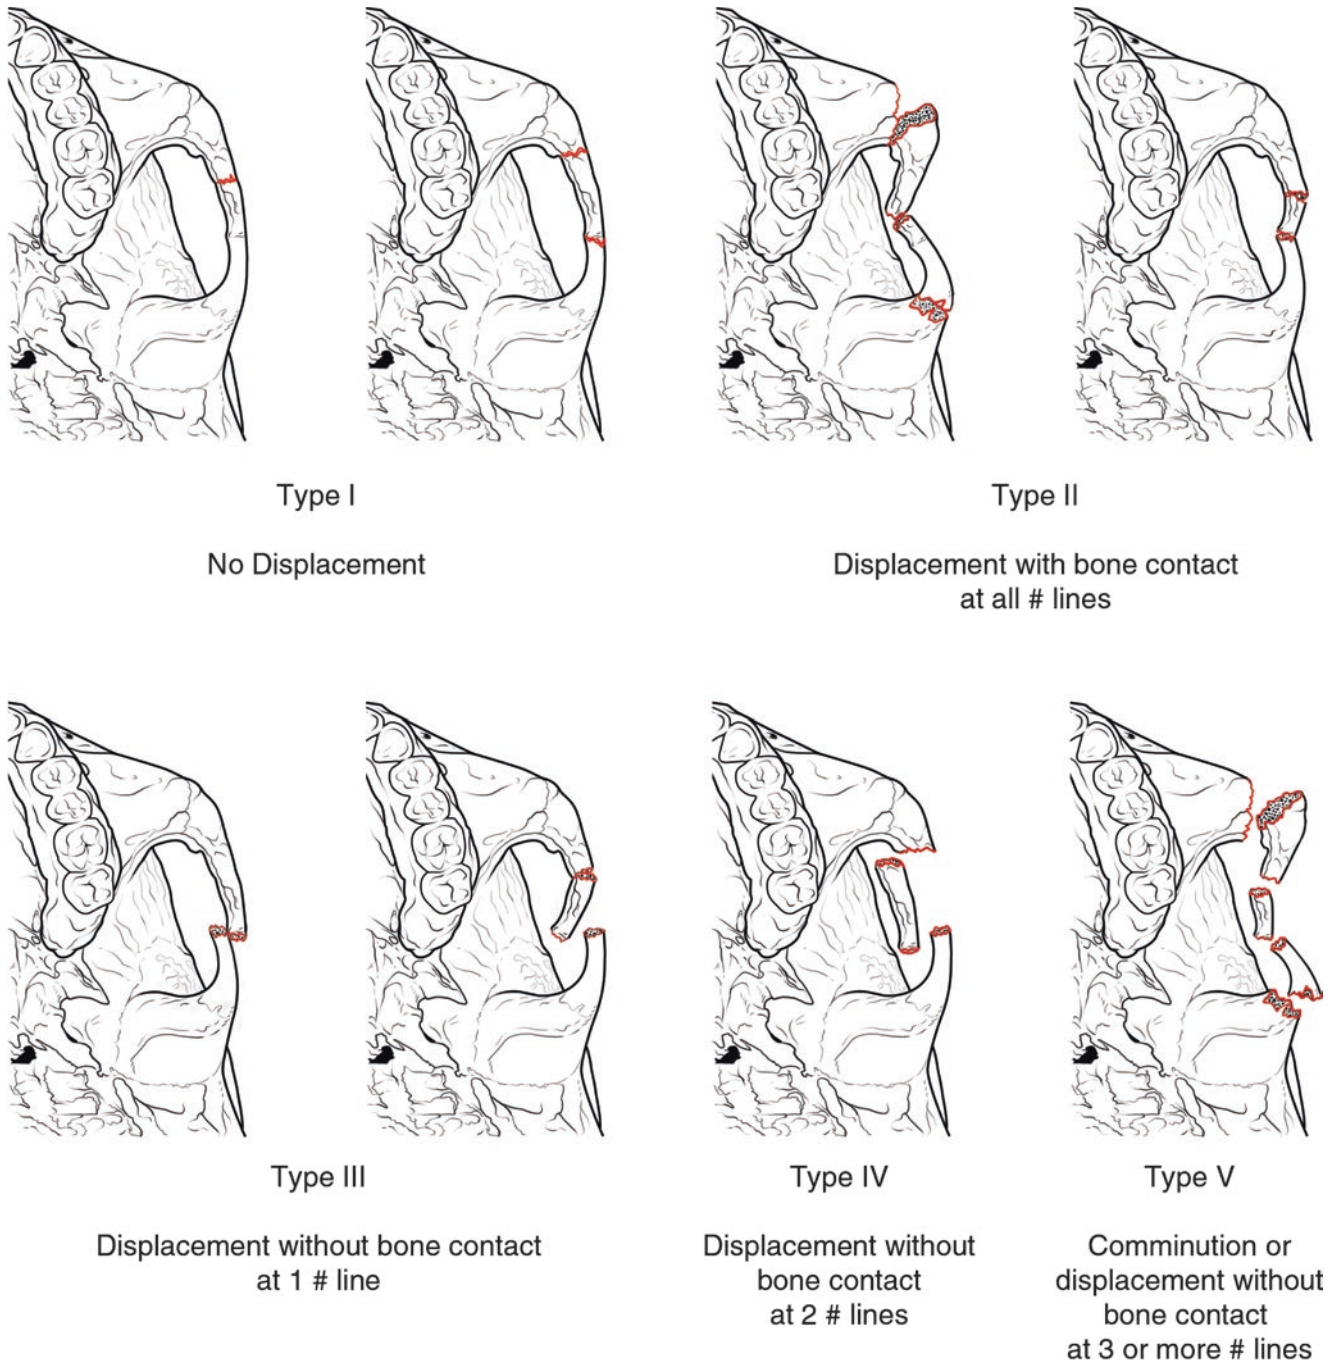 Type I
No Displacement
Type II
Displacement with bone contact
at all # lines
Type III
Displacement without bone contact
at 1 # line
Type IV
Displacement without
bone contact
at 2 # lines
Type V
Comminution or
displacement without
bone contact
at 3 or more # lines